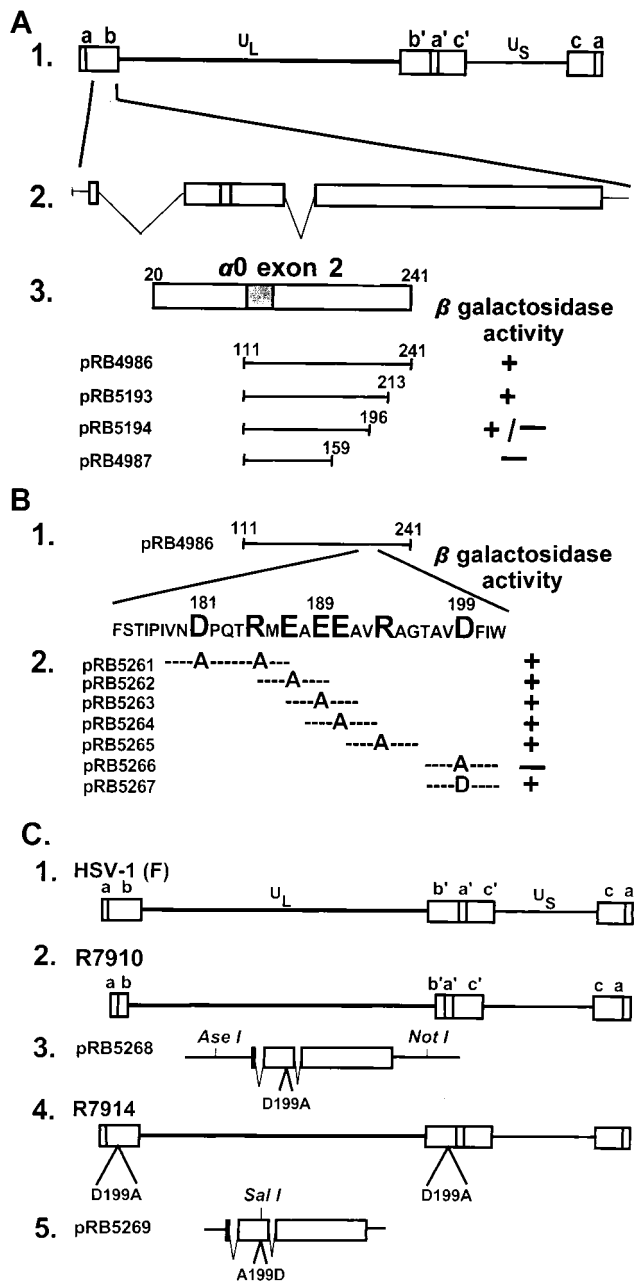 A
1. a b U_L b' a' c' U_S c a
2.
α0 exon 2
3. 20 241
β galactosidase
activity
pRB4986 111 241 +
pRB5193 213 +
pRB5194 196 + / —
pRB4987 159 —
B
1. pRB4986 111 241
β galactosidase
activity
181 189 199
FSTIPIVNDPQTRMEAEEAVRAGTAVDFIW
2.
pRB5261 -----A------A---- +
pRB5262 ----A---- +
pRB5263 ----A---- +
pRB5264 ----A---- +
pRB5265 ----A---- +
pRB5266 ----A---- —
pRB5267 ----D---- +
C.
1. HSV-1 (F)
a b U_L b' a' c' U_S c a
2. R7910
a b b' a' c' c a
3. pRB5268 Ase I Not I
D199A
4. R7914
D199A D199A
Sal I
5. pRB5269
A199D